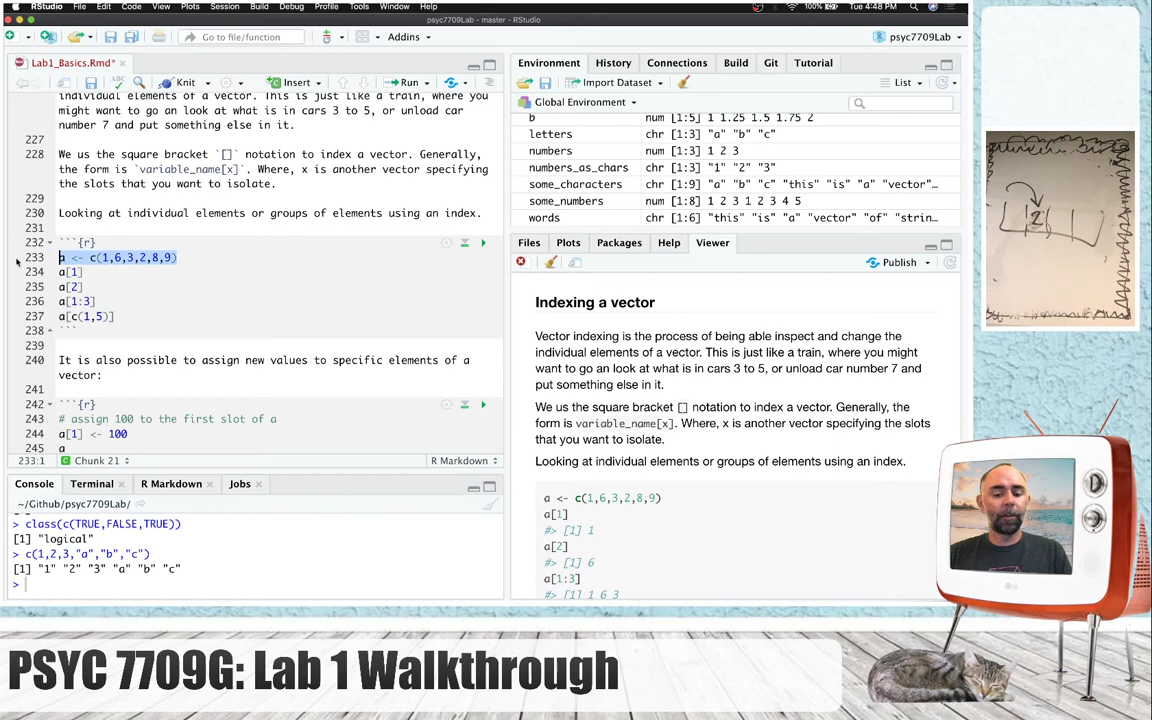 RStudio File Edit Code View Plots Session Build Debug Profile Tools Window Help 100% Tue 4:48 PM
psyc7709Lab - master - RStudio
Go to file/function Addins psyc7709Lab
Lab1_Basics.Rmd*
ABC Knit Insert Run
individual elements of a vector. This is just like a train, where you
might want to go an look at what is in cars 3 to 5, or unload car
number 7 and put something else in it.
227
228 We us the square bracket `[]` notation to index a vector. Generally,
the form is `variable_name[x]`. Where, x is another vector specifying
the slots that you want to isolate.
229
230 Looking at individual elements or groups of elements using an index.
231
232 ```{r}
233 a <- c(1,6,3,2,8,9)
234 a[1]
235 a[2]
236 a[1:3]
237 a[c(1,5)]
238 ```
239
240 It is also possible to assign new values to specific elements of a
vector:
241
242 ```{r}
243 # assign 100 to the first slot of a
244 a[1] <- 100
245 a
233:1 Chunk 21 R Markdown
Console Terminal R Markdown Jobs
~/Github/psyc7709Lab/
> class(c(TRUE,FALSE,TRUE))
[1] "logical"
> c(1,2,3,"a","b","c")
[1] "1" "2" "3" "a" "b" "c"
>
Environment History Connections Build Git Tutorial
Import Dataset List
Global Environment
b num [1:5] 1 1.25 1.5 1.75 2
letters chr [1:3] "a" "b" "c"
numbers num [1:3] 1 2 3
numbers_as_chars chr [1:3] "1" "2" "3"
some_characters chr [1:9] "a" "b" "c" "this" "is" "a" "vector"…
some_numbers num [1:8] 1 2 3 1 2 3 4 5
words chr [1:6] "this" "is" "a" "vector" "of" "strin…
Files Plots Packages Help Viewer
Publish
Indexing a vector
Vector indexing is the process of being able inspect and change the
individual elements of a vector. This is just like a train, where you might
want to go an look at what is in cars 3 to 5, or unload car number 7 and
put something else in it.
We us the square bracket [] notation to index a vector. Generally, the
form is variable_name[x]. Where, x is another vector specifying the slots
that you want to isolate.
Looking at individual elements or groups of elements using an index.
a <- c(1,6,3,2,8,9)
a[1]
#> [1] 1
a[2]
#> [1] 6
a[1:3]
#> [1] 1 6 3
2
LG
PSYC 7709G: Lab 1 Walkthrough